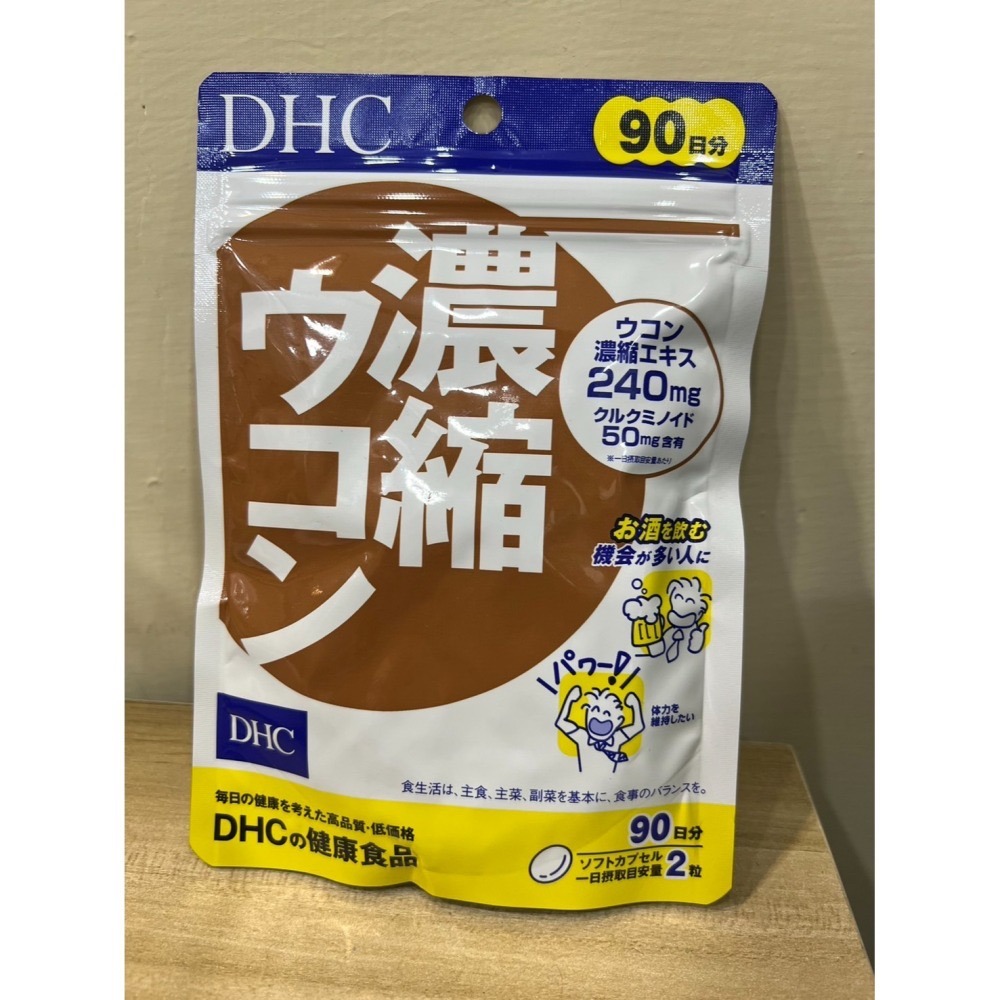 DHC
90日分
濃縮
ウコン
ウコン
濃縮エキス
240mg
クルクミノイド
50mg含有
※一日摂取目安量あたり
お酒を飲む
機会が多い人に
パワー!
体力を
維持したい
DHC
食生活は、主食、主菜、副菜を基本に、食事のバランスを。
毎日の健康を考えた高品質・低価格
DHCの健康食品
90日分
ソフトカプセル
一日摂取目安量 2粒